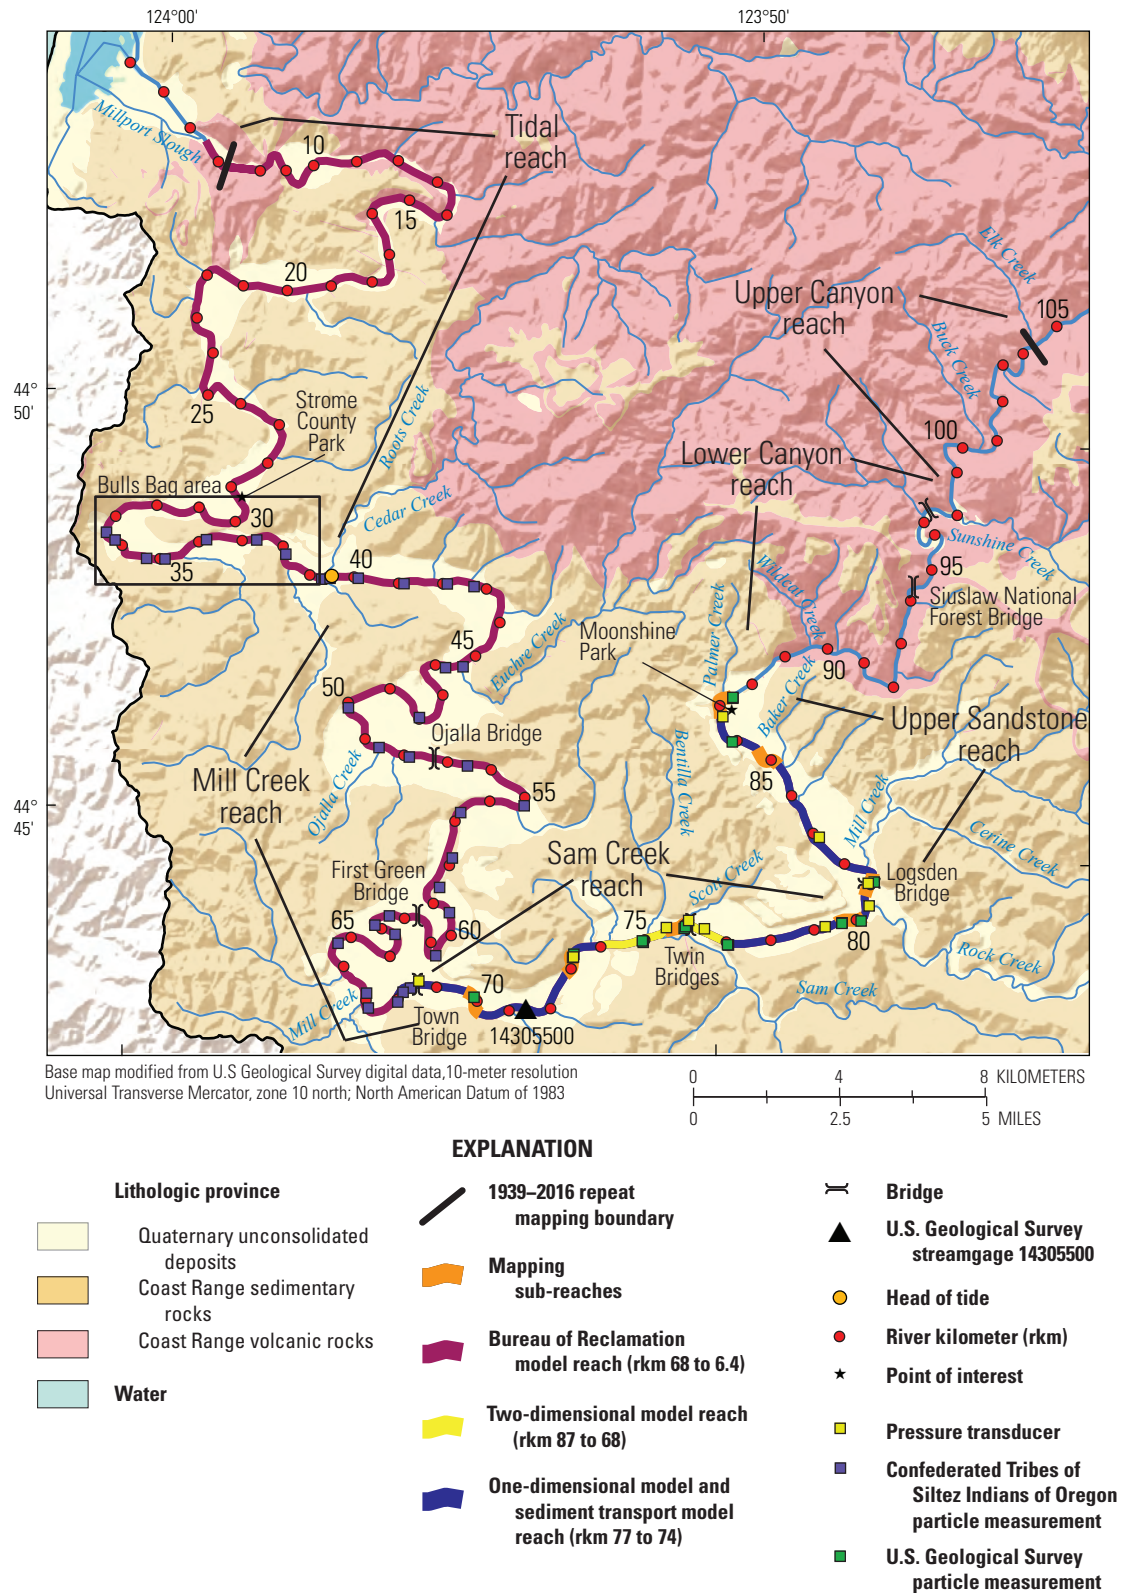 124°00'
123°50'
Millport Slough
Tidal
reach
10
15
20
Elk Creek
Upper Canyon
reach
105
Buck Creek
44°
50'
25
Strome
County
Park
Roots Creek
100
Lower Canyon
reach
Bulls Bag area
30
Cedar Creek
Sunshine Creek
35
40
95
Wildcat Creek
Siuslaw National
Forest Bridge
Palmer Creek
Moonshine
Park
Euchre Creek
45
90
Baker Creek
50
Upper Sandstone
reach
Ojalla Bridge
Bentilla Creek
Mill Creek
reach
Ojalla Creek
85
55
Mill Creek
44°
45'
Cerine Creek
Sam Creek
reach
First Green
Bridge
Scott Creek
Logsden
Bridge
65
60
75
80
Twin
Bridges
Rock Creek
Sam Creek
70
Mill Creek
Town
Bridge
14305500
Base map modified from U.S Geological Survey digital data,10-meter resolution
Universal Transverse Mercator, zone 10 north; North American Datum of 1983
0 4 8 KILOMETERS
0 2.5 5 MILES
EXPLANATION
Lithologic province
Quaternary unconsolidated
deposits
Coast Range sedimentary
rocks
Coast Range volcanic rocks
Water
1939–2016 repeat
mapping boundary
Mapping
sub-reaches
Bureau of Reclamation
model reach (rkm 68 to 6.4)
Two-dimensional model reach
(rkm 87 to 68)
One-dimensional model and
sediment transport model
reach (rkm 77 to 74)
Bridge
U.S. Geological Survey
streamgage 14305500
Head of tide
River kilometer (rkm)
Point of interest
Pressure transducer
Confederated Tribes of
Siltez Indians of Oregon
particle measurement
U.S. Geological Survey
particle measurement